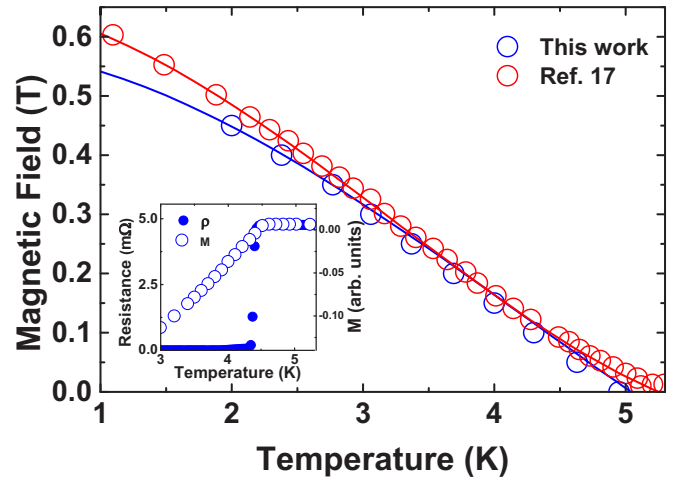 0.6
0.5
0.4
0.3
0.2
0.1
0.0
Magnetic Field (T)
This work
Ref. 17
5.0
2.5
0.0
Resistance (mΩ)
ρ
M
0.00
-0.05
-0.10
M (arb. units)
3 4 5
Temperature (K)
1 2 3 4 5
Temperature (K)